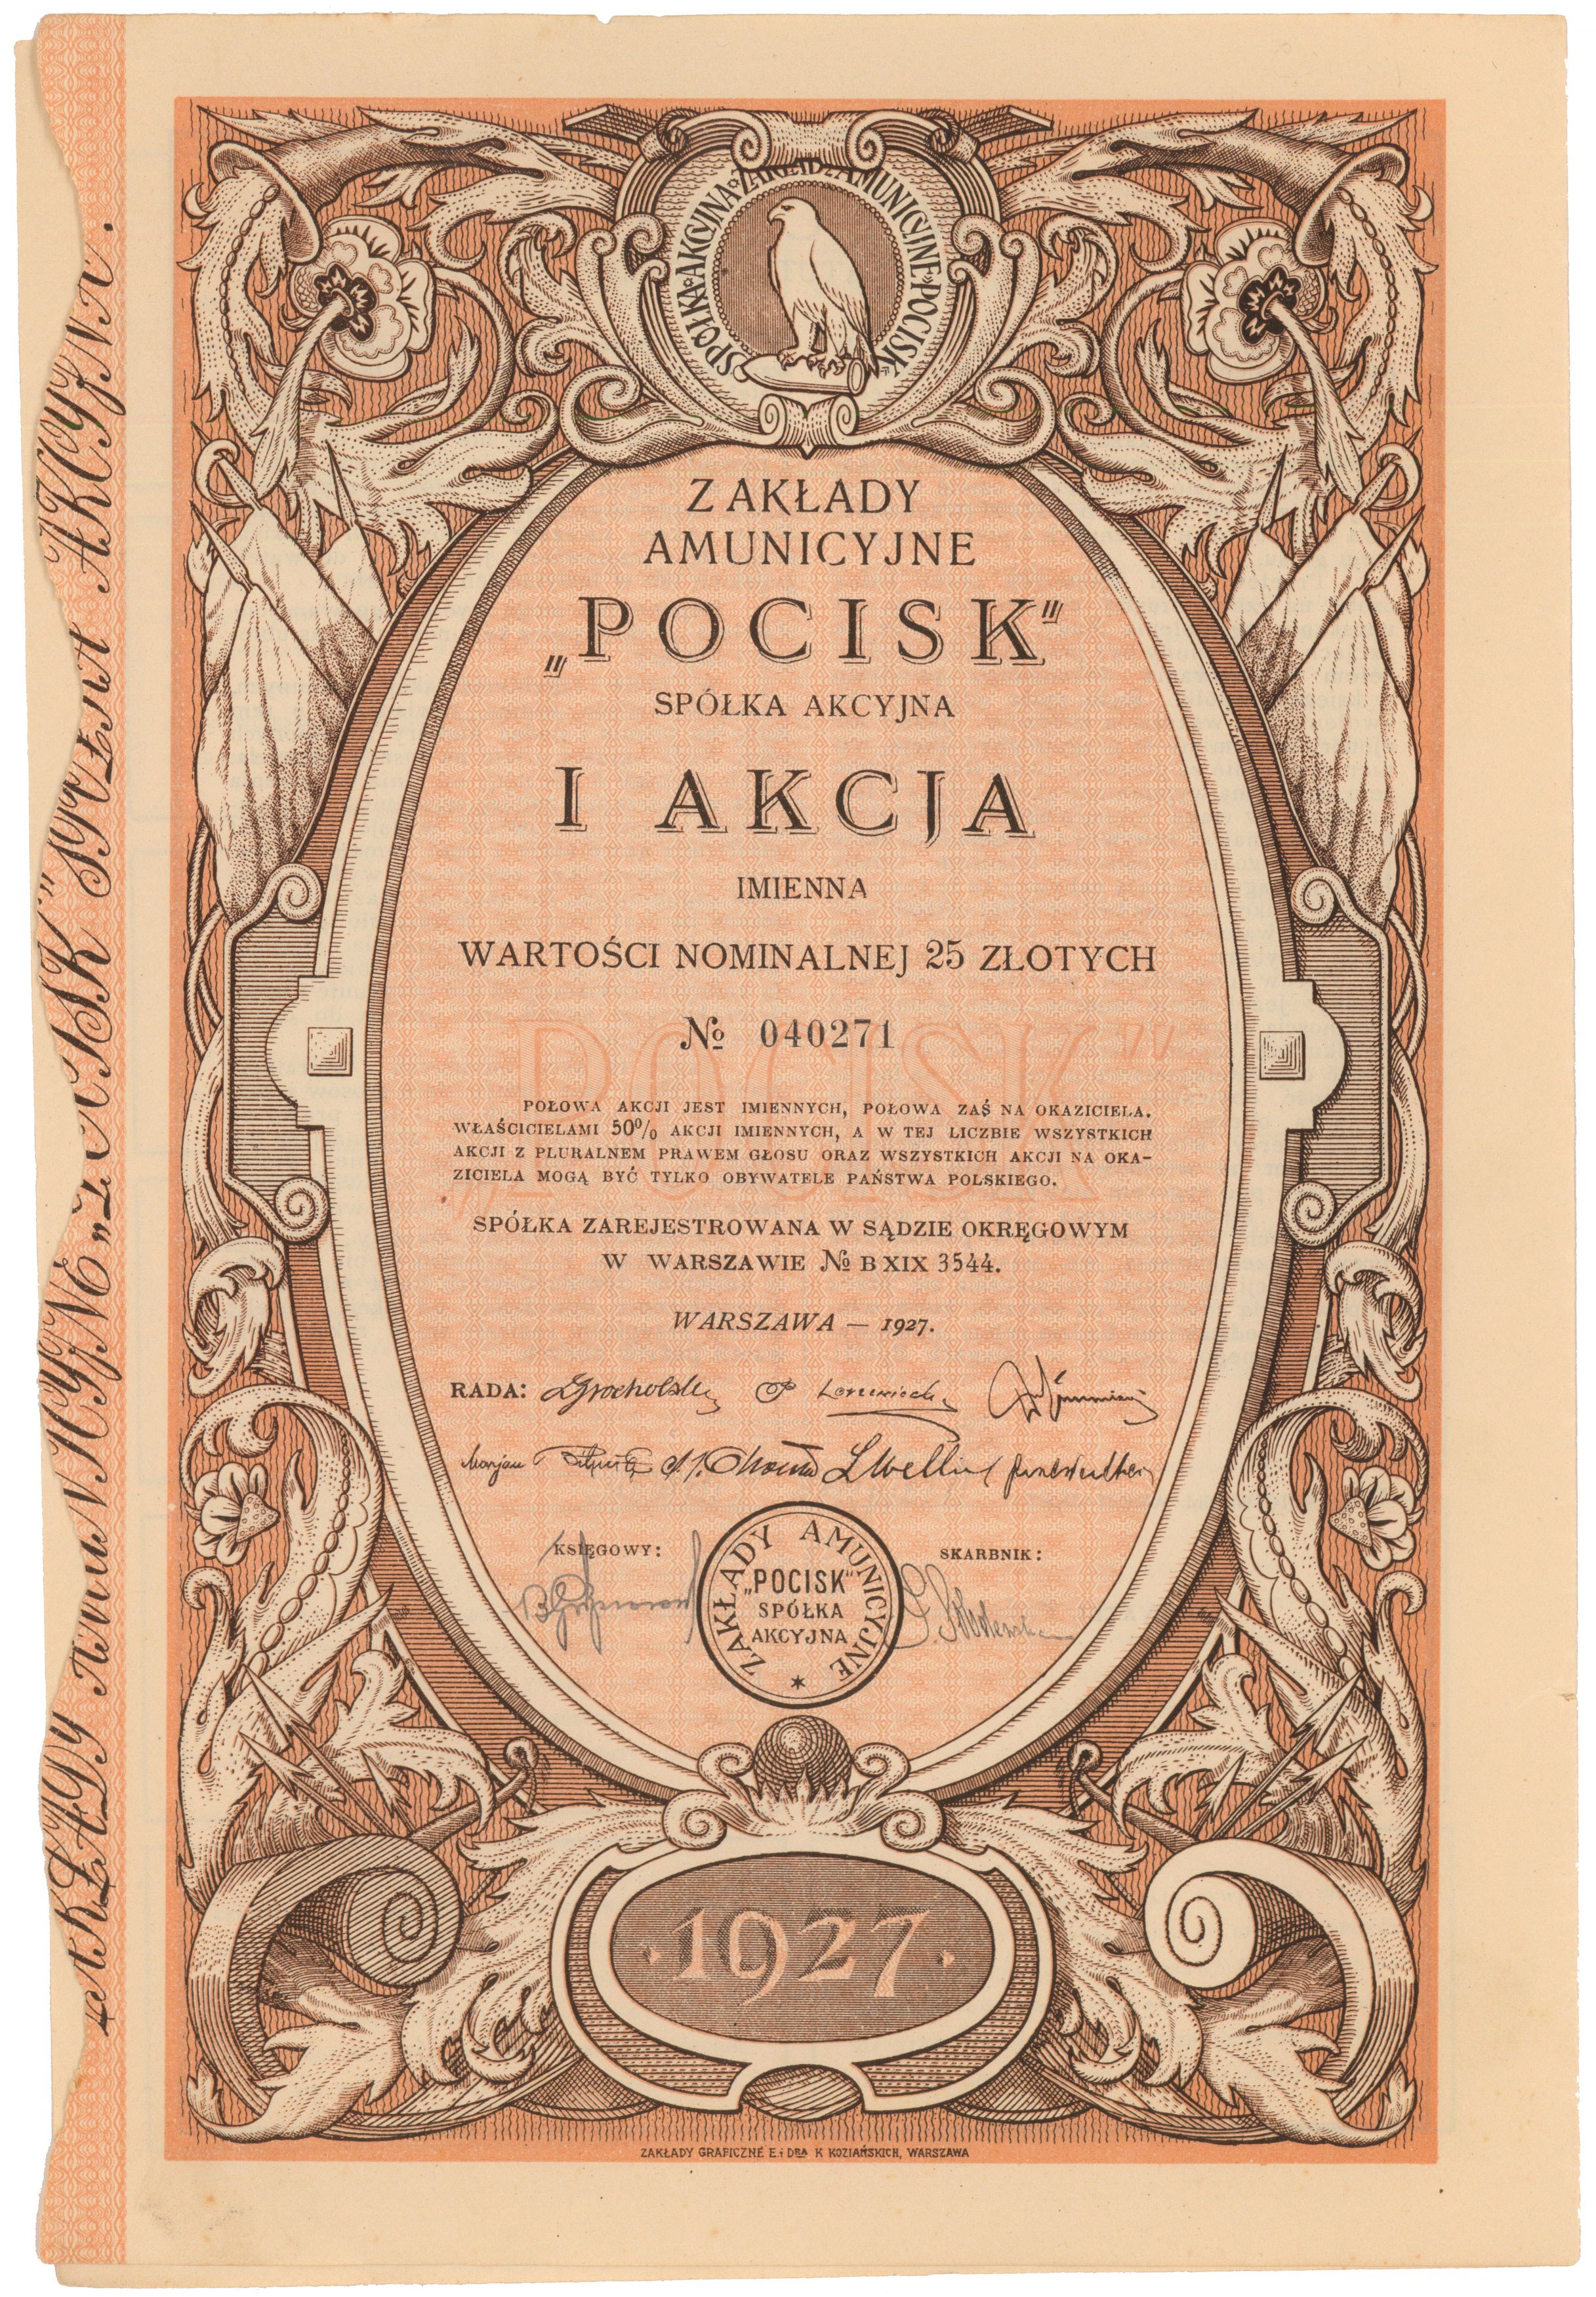 SPÓŁKA AKCYJNA ZAKŁADY AMUNICYJNE POCISK
ZAKŁADY
AMUNICYJNE
„POCISK"
SPÓŁKA AKCYJNA
I AKCJA
IMIENNA
WARTOŚCI NOMINALNEJ 25 ZŁOTYCH
№ 040271
„POCISK"
POŁOWA AKCJI JEST IMIENNYCH, POŁOWA ZAŚ NA OKAZICIELA.
WŁAŚCICIELAMI 50% AKCJI IMIENNYCH, A W TEJ LICZBIE WSZYSTKICH
AKCJI Z PLURALNEM PRAWEM GŁOSU ORAZ WSZYSTKICH AKCJI NA OKA-
ZICIELA MOGĄ BYĆ TYLKO OBYWATELE PAŃSTWA POLSKIEGO.
SPÓŁKA ZAREJESTROWANA W SĄDZIE OKRĘGOWYM
W WARSZAWIE № B XIX 3544.
WARSZAWA — 1927.
RADA:
KSIĘGOWY:
SKARBNIK:
ZAKŁADY AMUNICYJNE
„POCISK"
SPÓŁKA
AKCYJNA
1927
ZAKŁADY GRAFICZNE E. i DRA K KOZIAŃSKICH, WARSZAWA